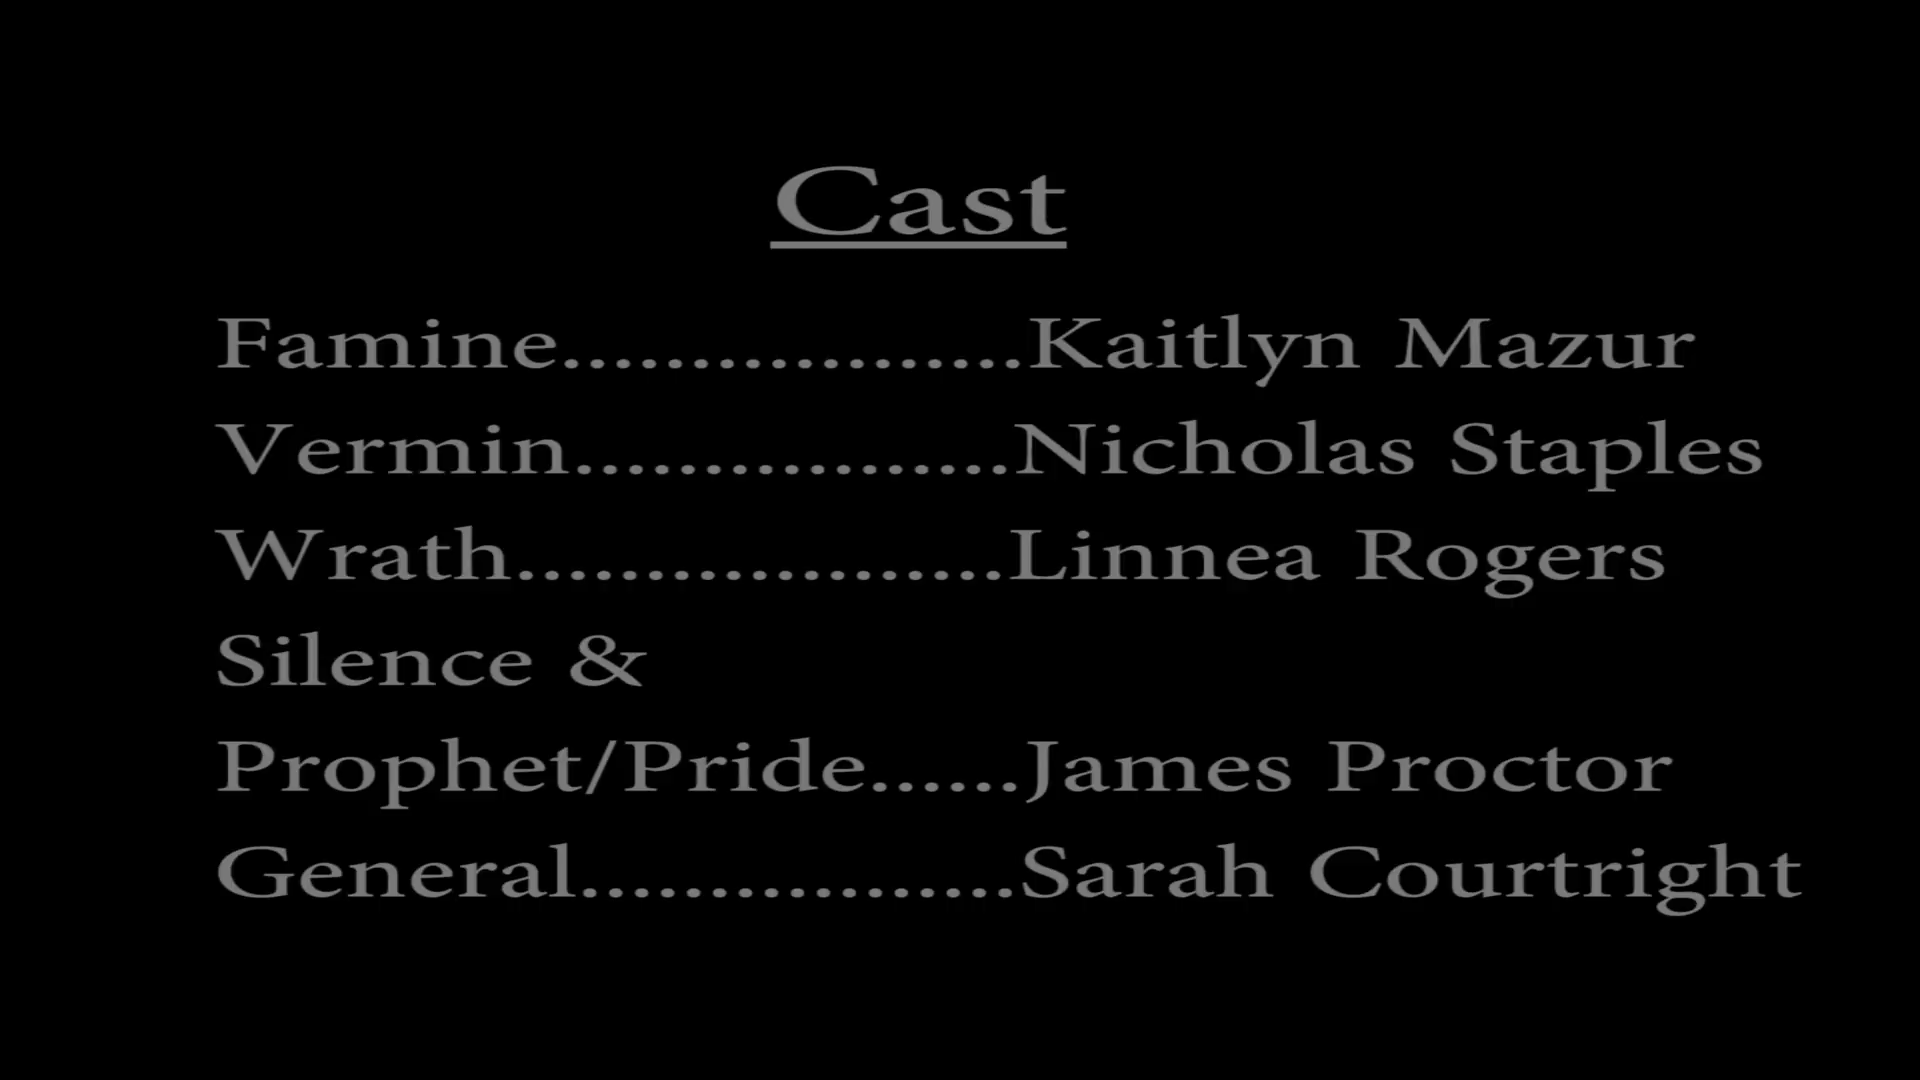 Cast
Famine..................Kaitlyn Mazur
Vermin.................Nicholas Staples
Wrath...................Linnea Rogers
Silence &
Prophet/Pride......James Proctor
General.................Sarah Courtright